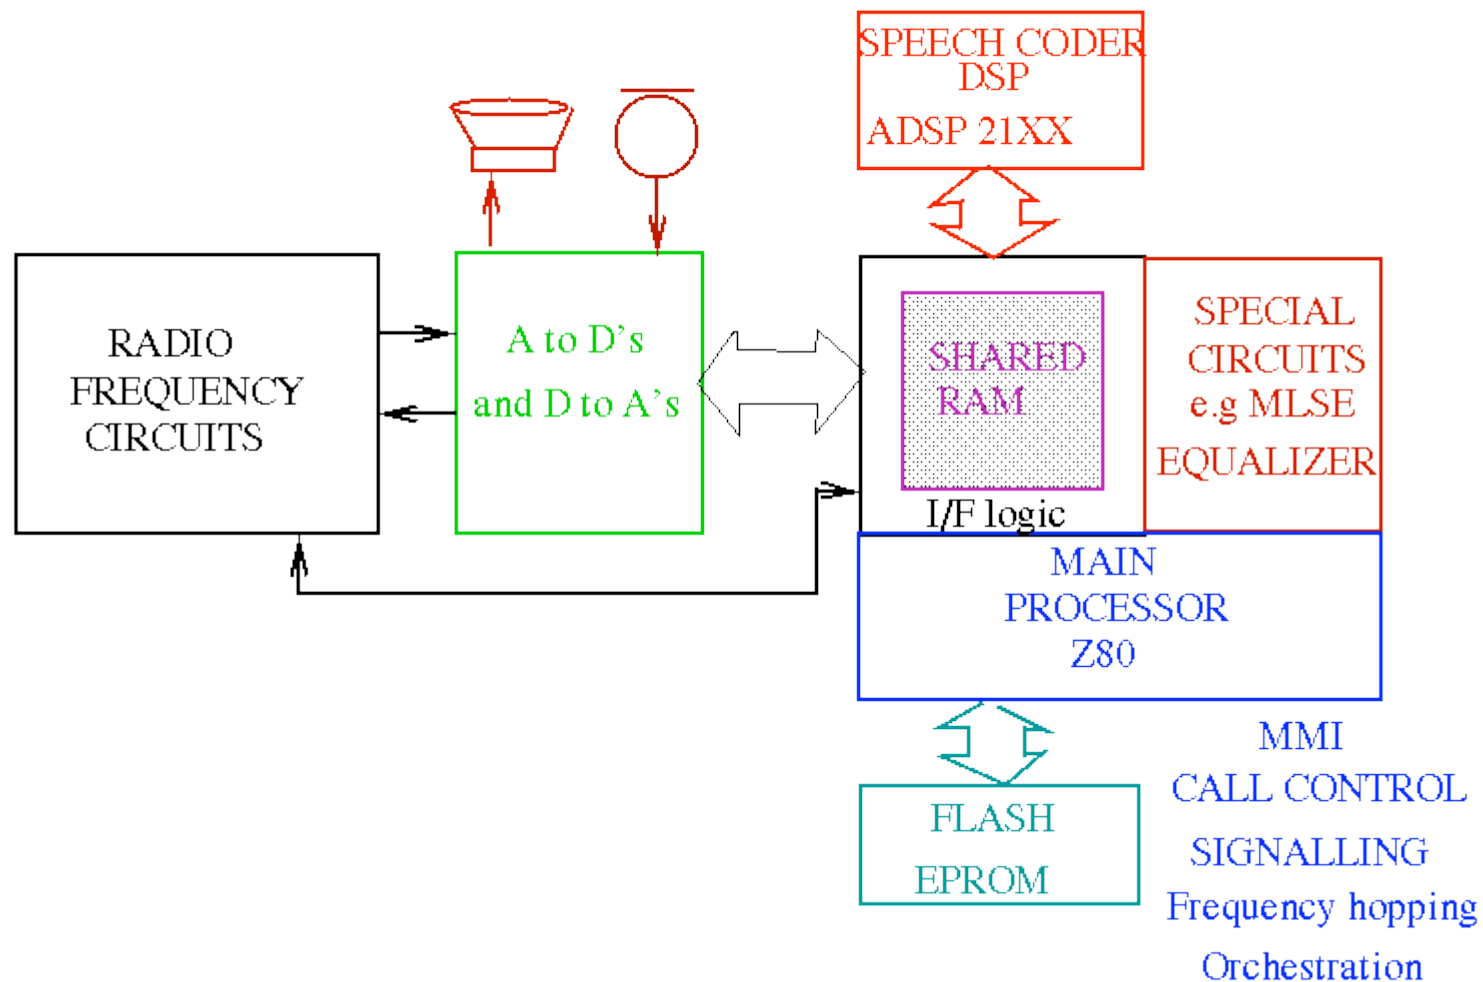 SPEECH CODER
DSP
ADSP 21XX
RADIO
FREQUENCY
CIRCUITS
A to D's
and D to A's
SHARED
RAM
I/F logic
SPECIAL
CIRCUITS
e.g MLSE
EQUALIZER
MAIN
PROCESSOR
Z80
FLASH
EPROM
MMI
CALL CONTROL
SIGNALLING
Frequency hopping
Orchestration